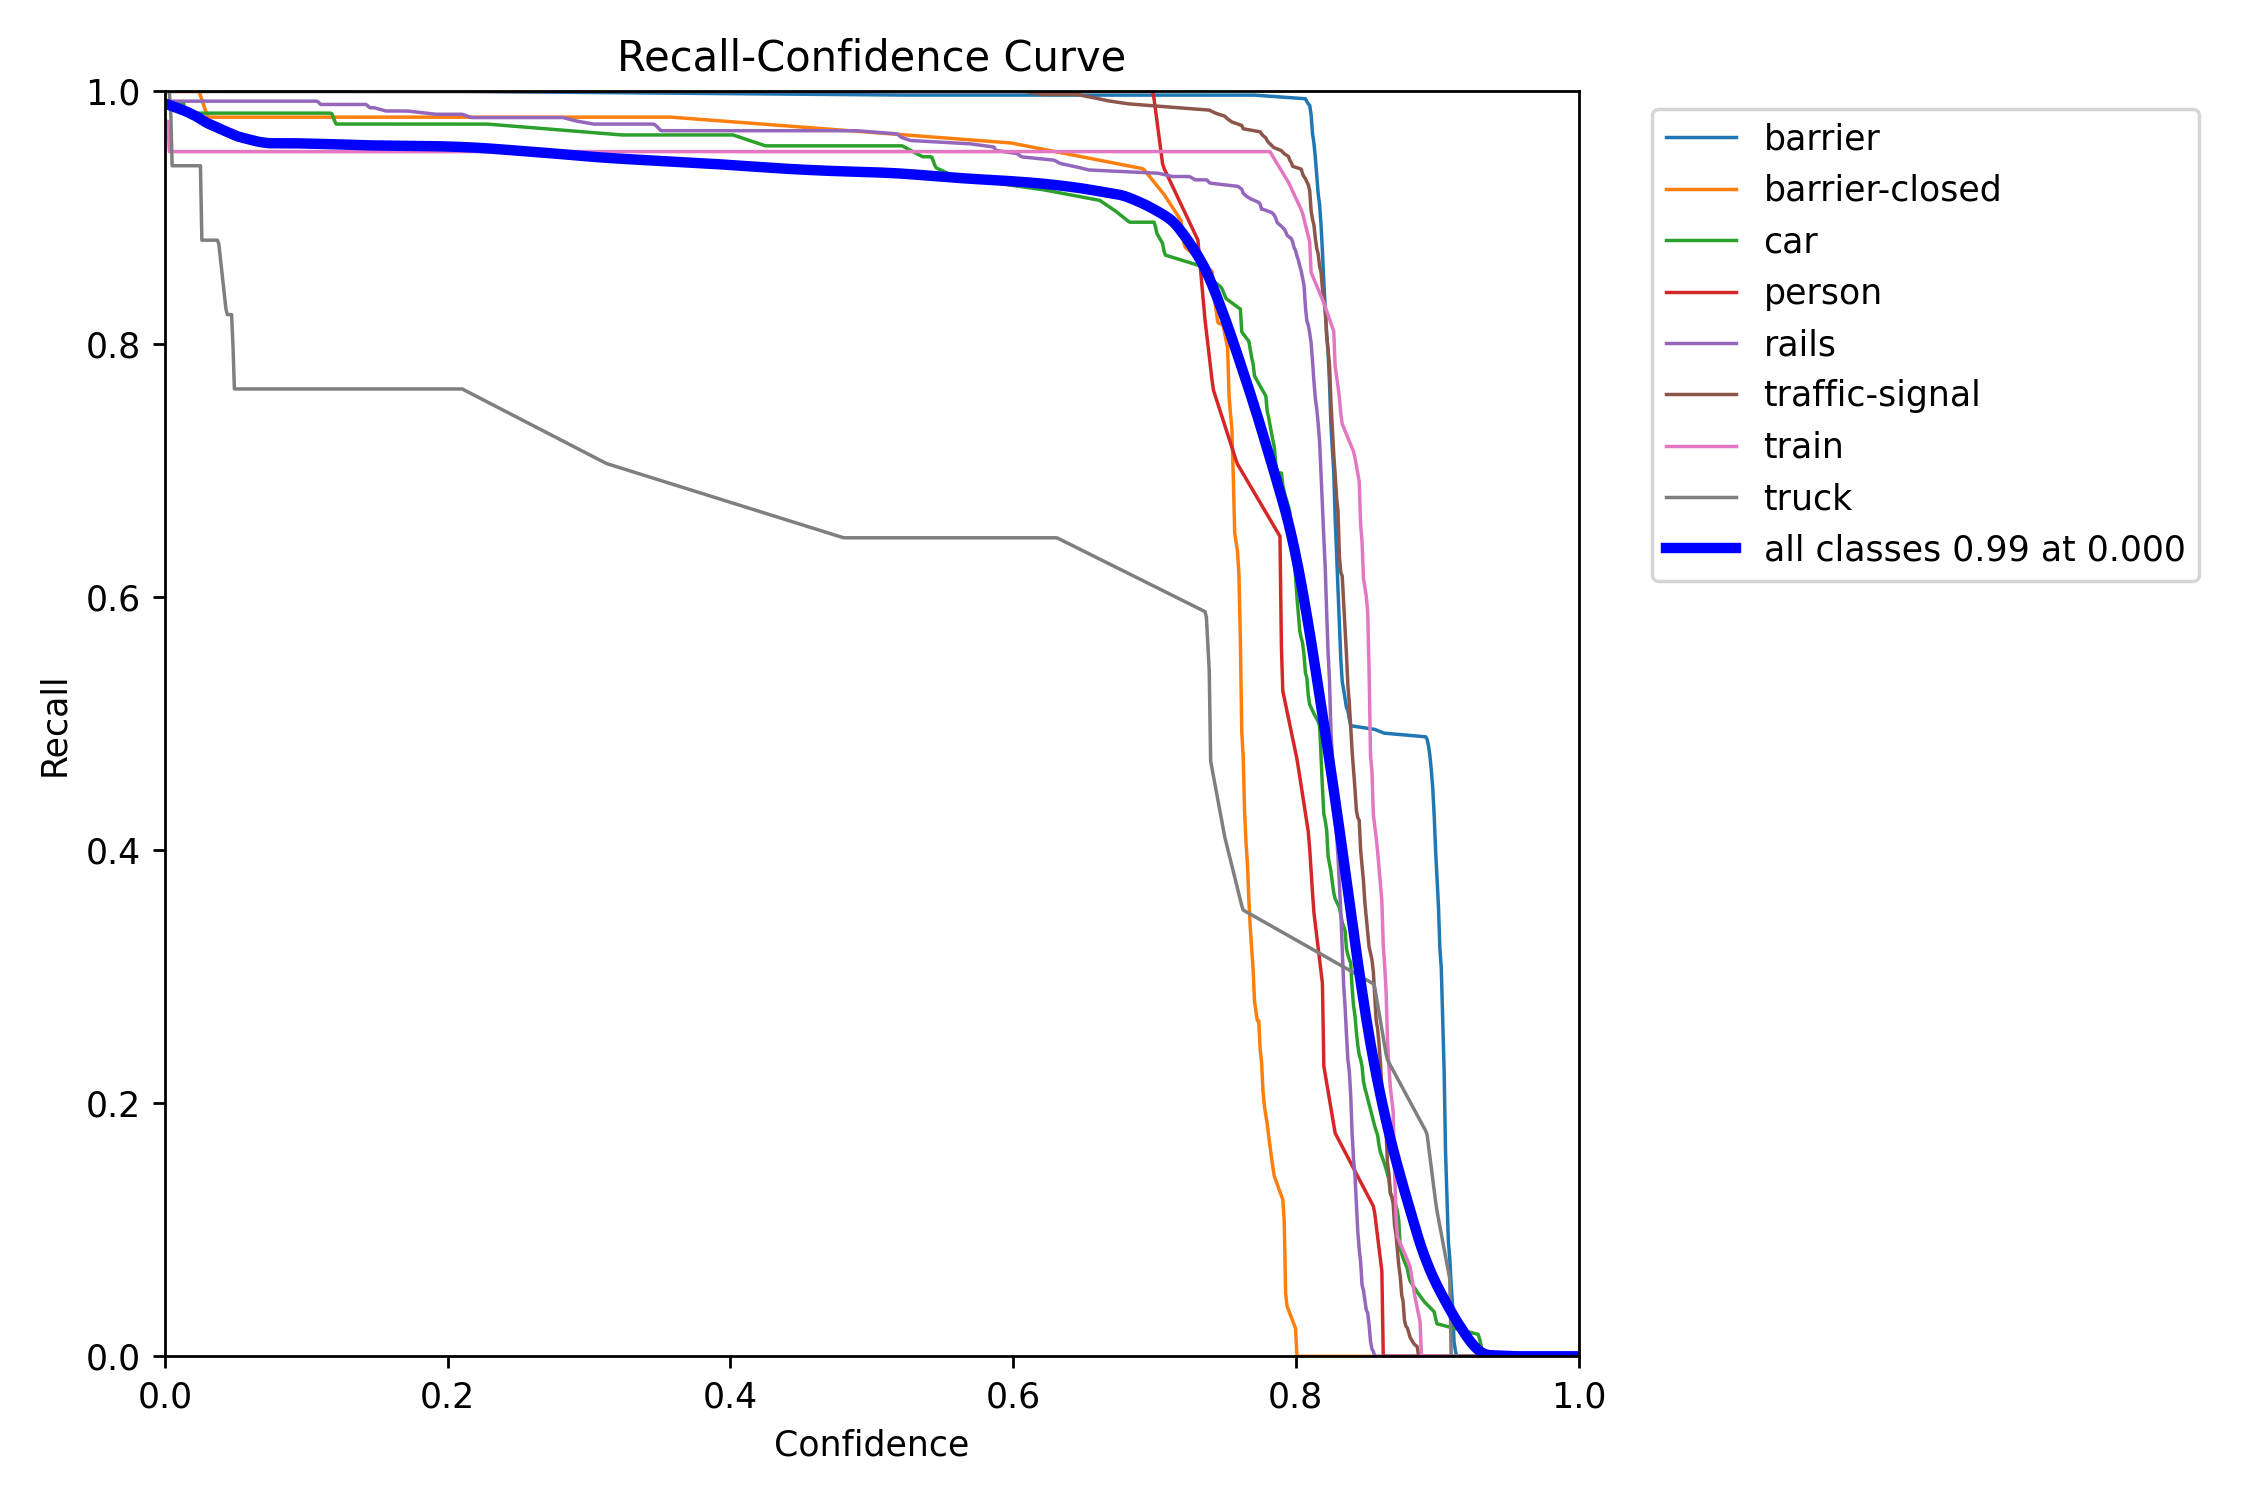 Recall-Confidence Curve
1.0
0.8
0.6
0.4
0.2
0.0
Recall
0.0 0.2 0.4 0.6 0.8 1.0
Confidence
barrier
barrier-closed
car
person
rails
traffic-signal
train
truck
all classes 0.99 at 0.000